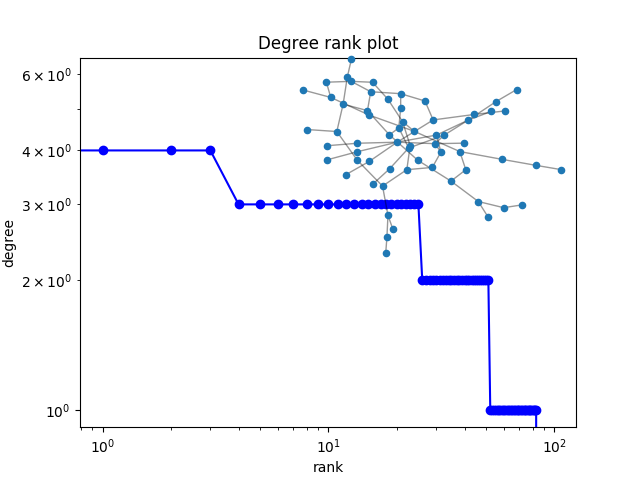 Degree rank plot
degree
6 × 10⁰
4 × 10⁰
3 × 10⁰
2 × 10⁰
10⁰
10⁰ 10¹ 10²
rank